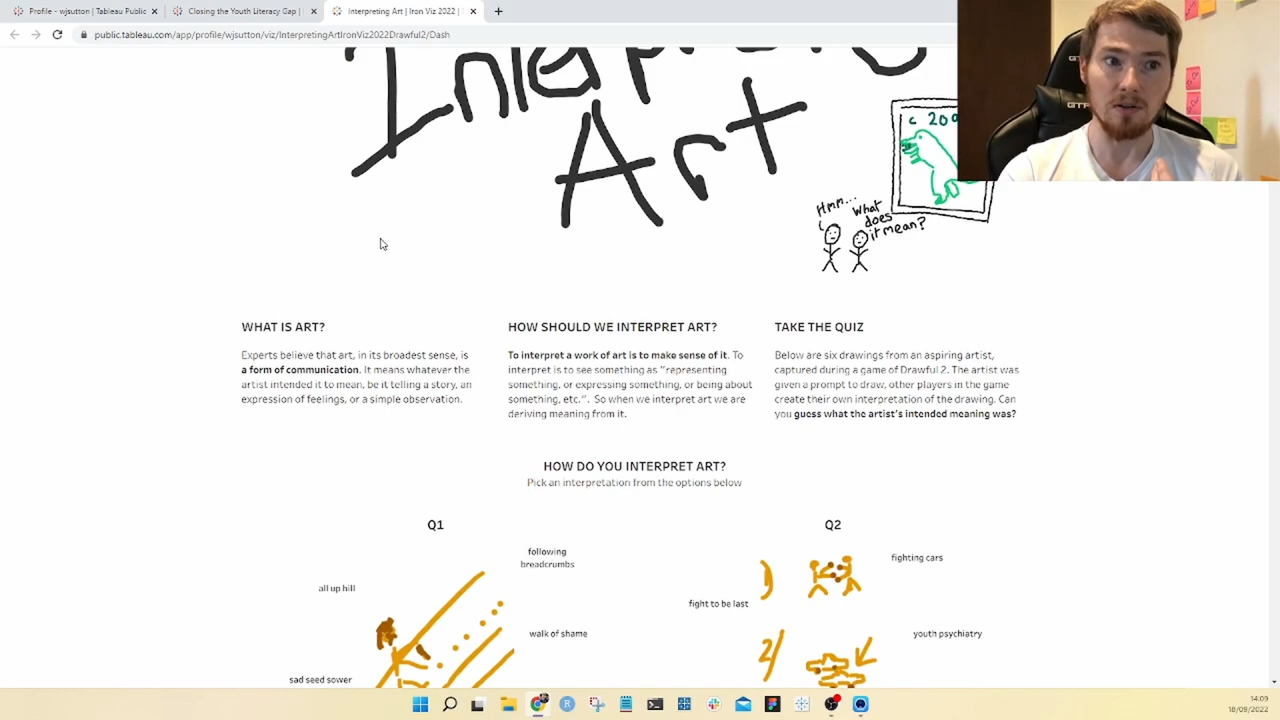 Profile - wjsutton | Tableau Public
Closing the Youth Literacy Gap |
Interpreting Art | Iron Viz 2022 |
public.tableau.com/app/profile/wjsutton/viz/InterpretingArtIronViz2022Drawful2/Dash
Art
Hmm...
What
does
it mean?
WHAT IS ART?
Experts believe that art, in its broadest sense, is
a form of communication. It means whatever the
artist intended it to mean, be it telling a story, an
expression of feelings, or a simple observation.
HOW SHOULD WE INTERPRET ART?
To interpret a work of art is to make sense of it. To
interpret is to see something as "representing
something, or expressing something, or being about
something, etc.". So when we interpret art we are
deriving meaning from it.
TAKE THE QUIZ
Below are six drawings from an aspiring artist,
captured during a game of Drawful 2. The artist was
given a prompt to draw, other players in the game
create their own interpretation of the drawing. Can
you guess what the artist's intended meaning was?
HOW DO YOU INTERPRET ART?
Pick an interpretation from the options below
Q1
following
breadcrumbs
all up hill
walk of shame
sad seed sower
Q2
1)
fighting cars
fight to be last
2/
youth psychiatry
14:09
18/09/2022